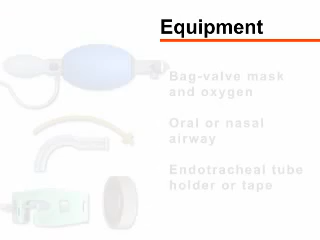 Equipment
Bag-valve mask
and oxygen
Oral or nasal
airway
Endotracheal tube
holder or tape